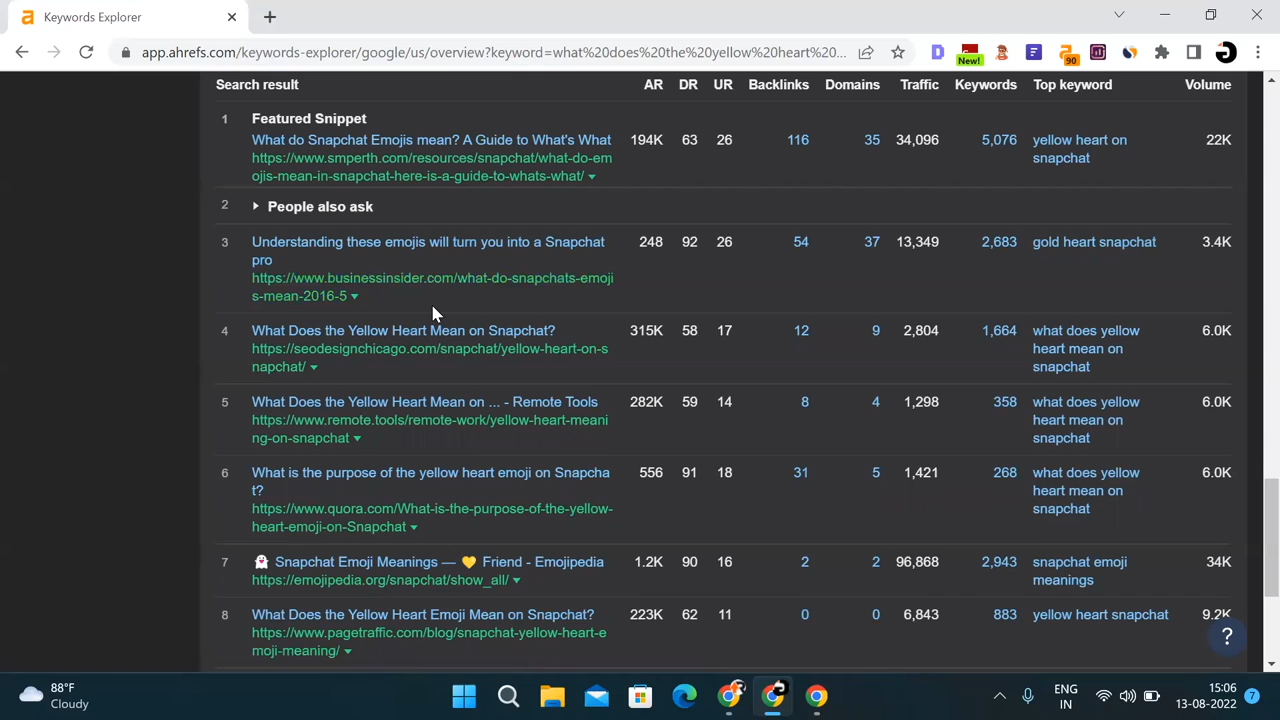 Keywords Explorer
app.ahrefs.com/keywords-explorer/google/us/overview?keyword=what%20does%20the%20yellow%20heart%20...
New!
90
Search result AR DR UR Backlinks Domains Traffic Keywords Top keyword Volume
1 Featured Snippet
What do Snapchat Emojis mean? A Guide to What's What 194K 63 26 116 35 34,096 5,076 yellow heart on 22K
https://www.smperth.com/resources/snapchat/what-do-em snapchat
ojis-mean-in-snapchat-here-is-a-guide-to-whats-what/
2 People also ask
3 Understanding these emojis will turn you into a Snapchat 248 92 26 54 37 13,349 2,683 gold heart snapchat 3.4K
pro
https://www.businessinsider.com/what-do-snapchats-emoji
s-mean-2016-5
4 What Does the Yellow Heart Mean on Snapchat? 315K 58 17 12 9 2,804 1,664 what does yellow 6.0K
https://seodesignchicago.com/snapchat/yellow-heart-on-s heart mean on
napchat/ snapchat
5 What Does the Yellow Heart Mean on ... - Remote Tools 282K 59 14 8 4 1,298 358 what does yellow 6.0K
https://www.remote.tools/remote-work/yellow-heart-meani heart mean on
ng-on-snapchat snapchat
6 What is the purpose of the yellow heart emoji on Snapcha 556 91 18 31 5 1,421 268 what does yellow 6.0K
t? heart mean on
https://www.quora.com/What-is-the-purpose-of-the-yellow- snapchat
heart-emoji-on-Snapchat
7 👻 Snapchat Emoji Meanings — 💛 Friend - Emojipedia 1.2K 90 16 2 2 96,868 2,943 snapchat emoji 34K
https://emojipedia.org/snapchat/show_all/ meanings
8 What Does the Yellow Heart Emoji Mean on Snapchat? 223K 62 11 0 0 6,843 883 yellow heart snapchat 9.2K
https://www.pagetraffic.com/blog/snapchat-yellow-heart-e
moji-meaning/
?
88°F
Cloudy
ENG
IN
15:06
13-08-2022
7